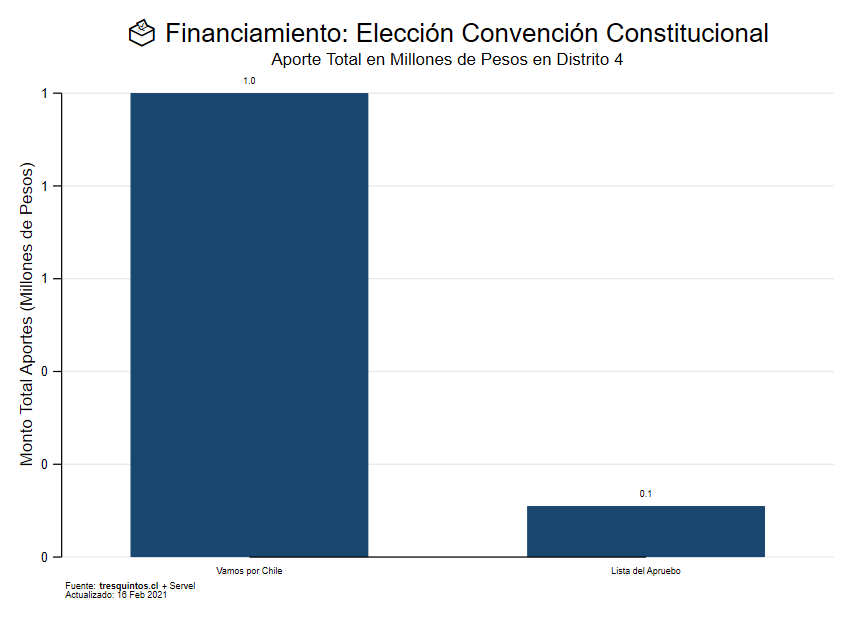 Financiamiento: Elección Convención Constitucional
Aporte Total en Millones de Pesos en Distrito 4
Monto Total Aportes (Millones de Pesos)
1
1
1
0
0
0
1.0
0.1
Vamos por Chile
Lista del Apruebo
Fuente: tresquintos.cl + Servel
Actualizado: 16 Feb 2021